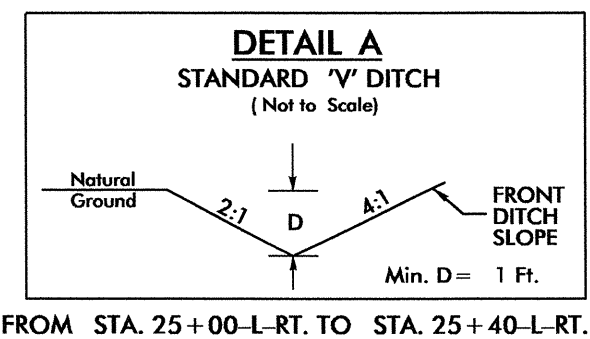 DETAIL A
STANDARD 'V' DITCH
( Not to Scale)
Natural
Ground
2:1
D
4:1
FRONT
DITCH
SLOPE
Min. D= 1 Ft.
FROM STA. 25+00-L-RT. TO STA. 25+40-L-RT.